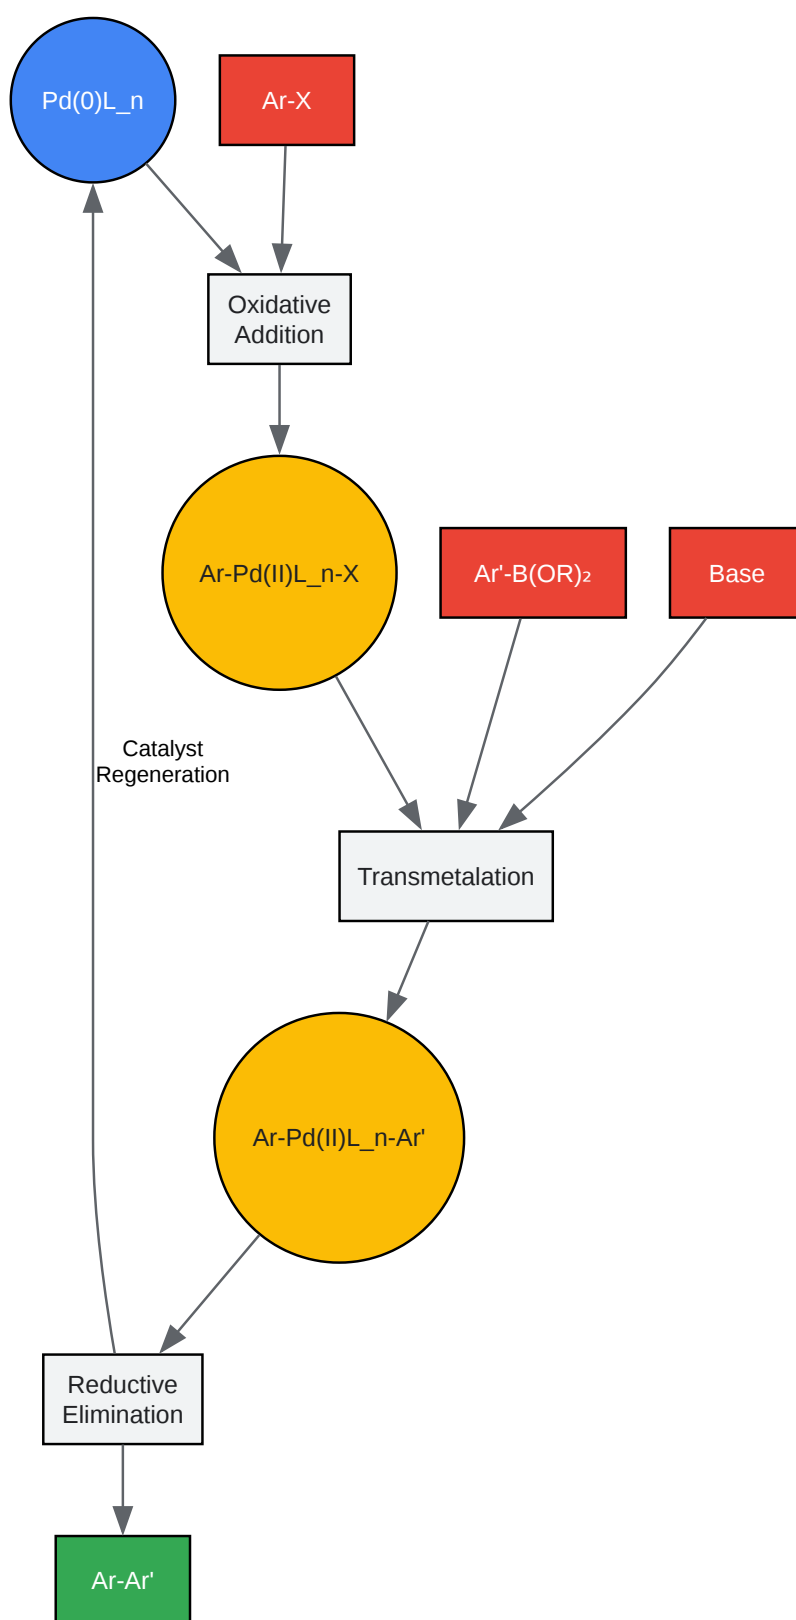 Pd(0)L_n
Ar-X
Oxidative
Addition
Ar-Pd(II)L_n-X
Ar'-B(OR)₂
Base
Catalyst
Regeneration
Transmetalation
Ar-Pd(II)L_n-Ar'
Reductive
Elimination
Ar-Ar'